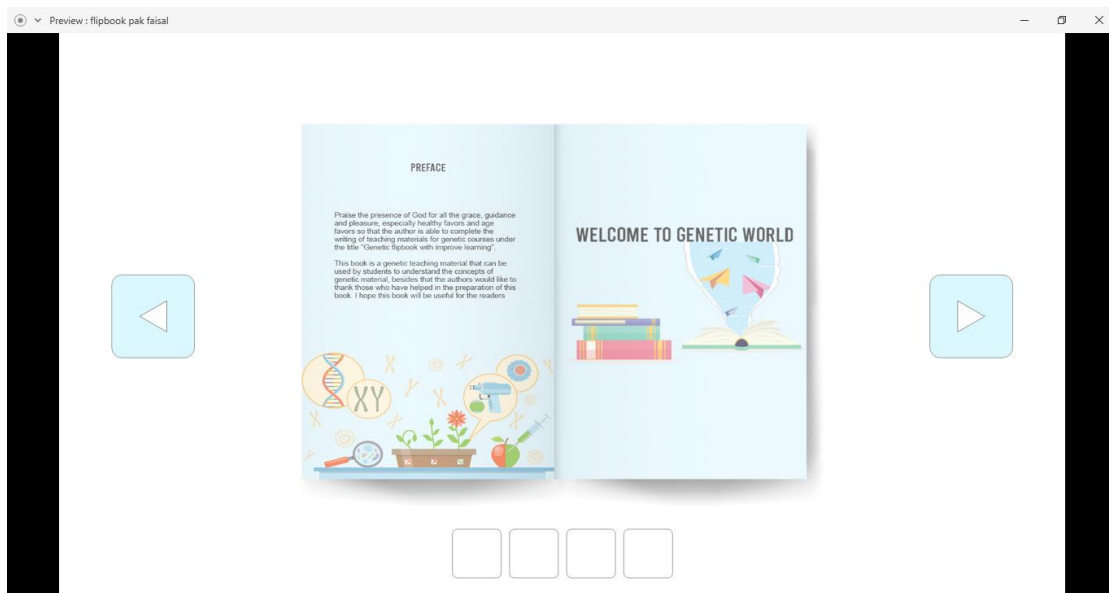 Preview : flipbook pak faisal
PREFACE
Praise the presence of God for all the grace, guidance
and pleasure, especially healthy favors and age
favors so that the author is able to complete the
writing of teaching materials for genetic courses under
the title "Genetic flipbook with improve learning".
This book is a genetic teaching material that can be
used by students to understand the concepts of
genetic material, besides that the authors would like to
thank those who have helped in the preparation of this
book. I hope this book will be useful for the readers
XY
WELCOME TO GENETIC WORLD